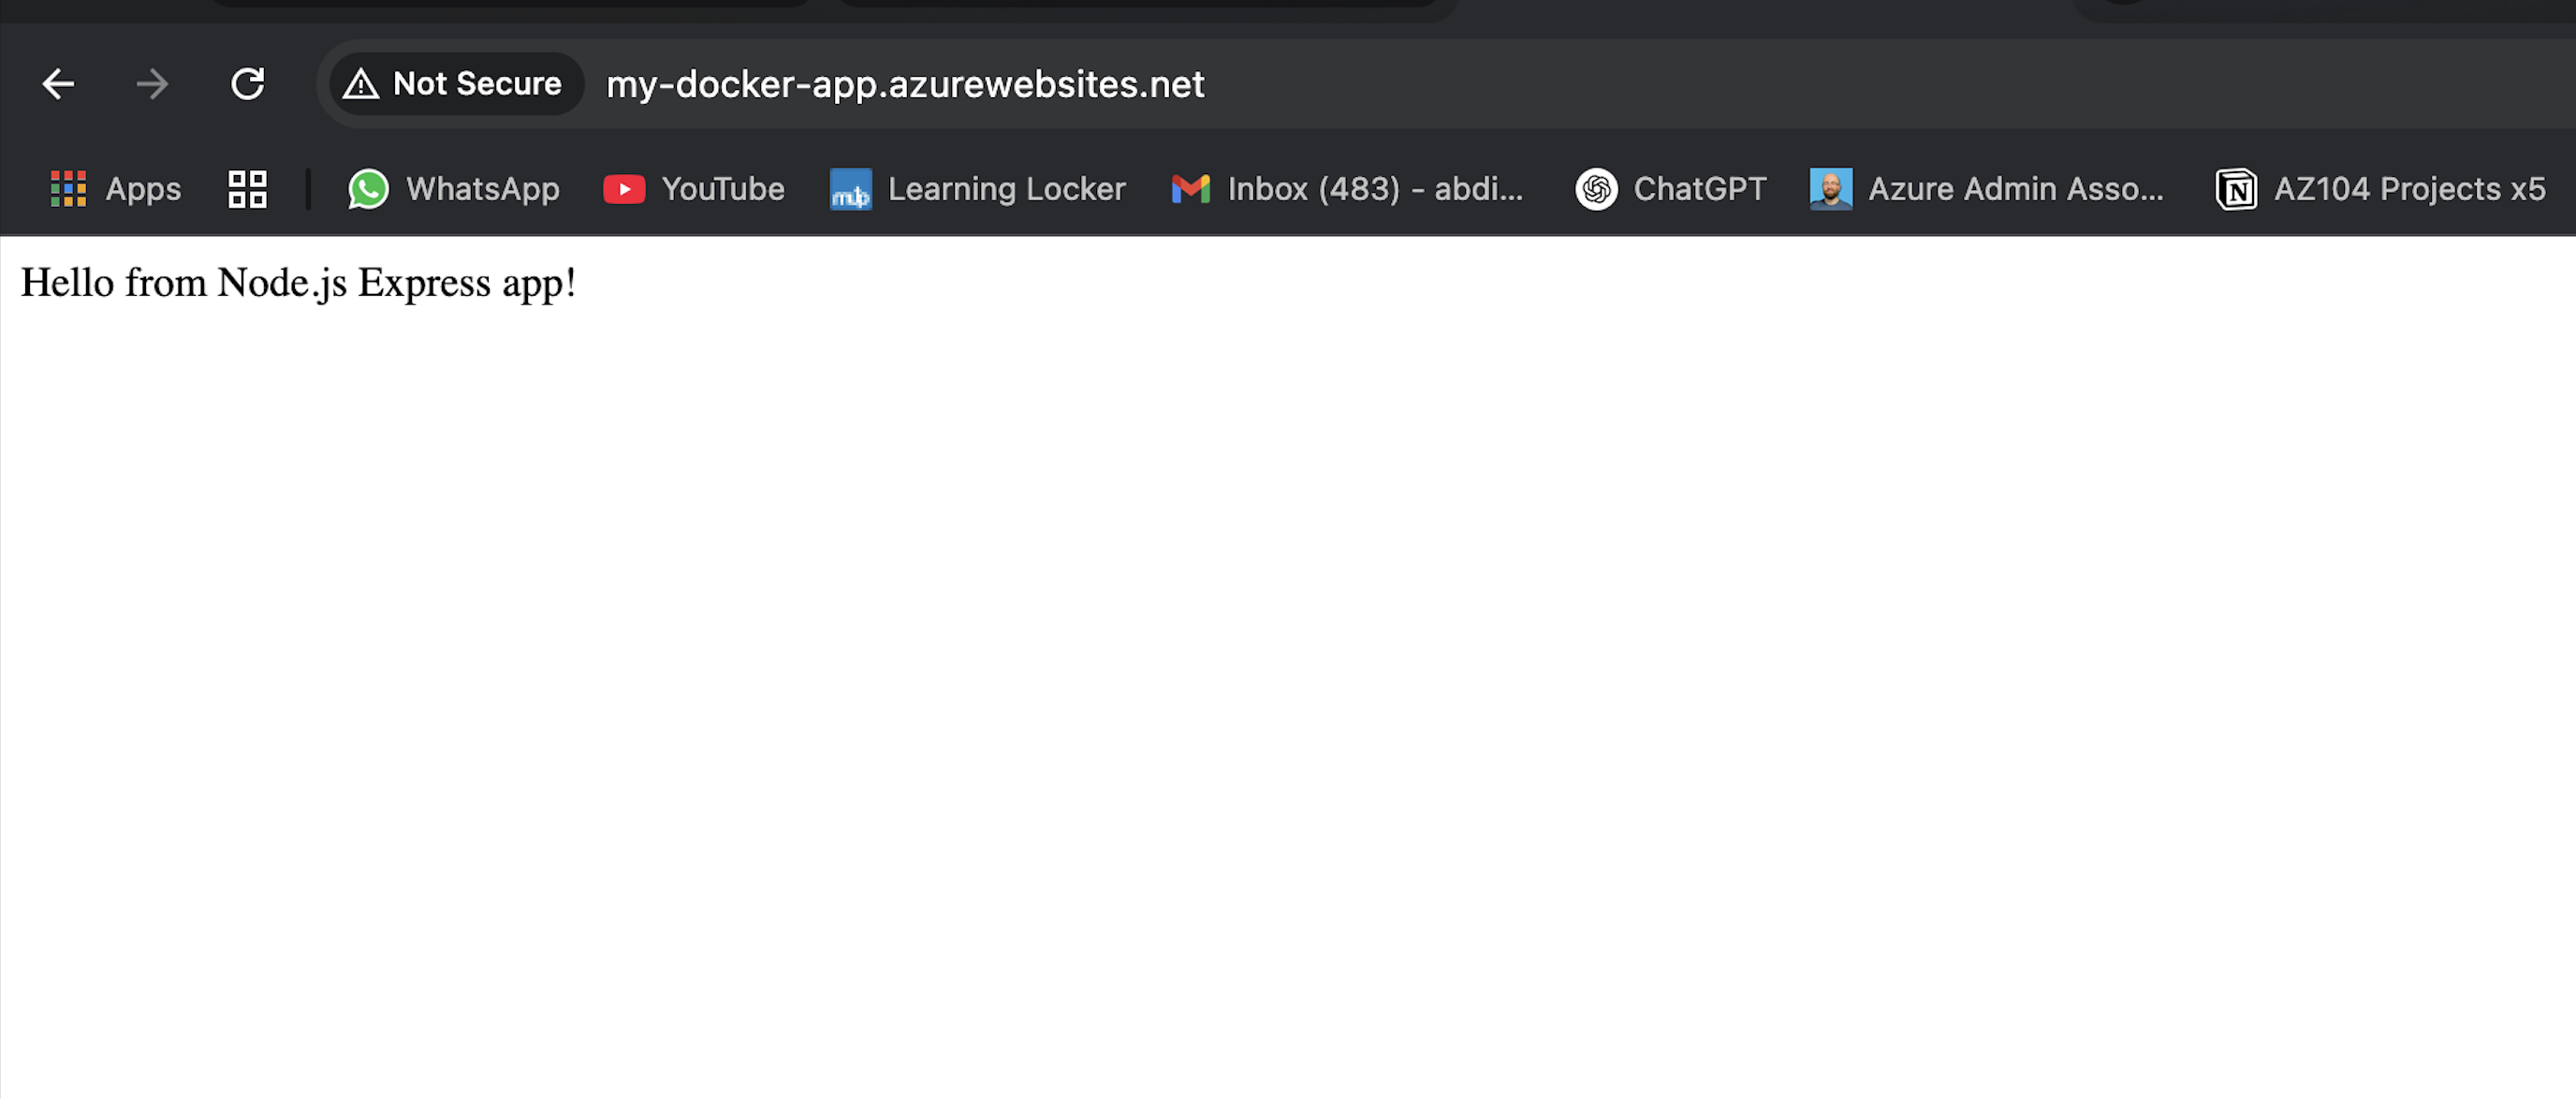 Not Secure my-docker-app.azurewebsites.net
Apps WhatsApp YouTube mup Learning Locker Inbox (483) - abdi... ChatGPT Azure Admin Asso... N AZ104 Projects x5
Hello from Node.js Express app!